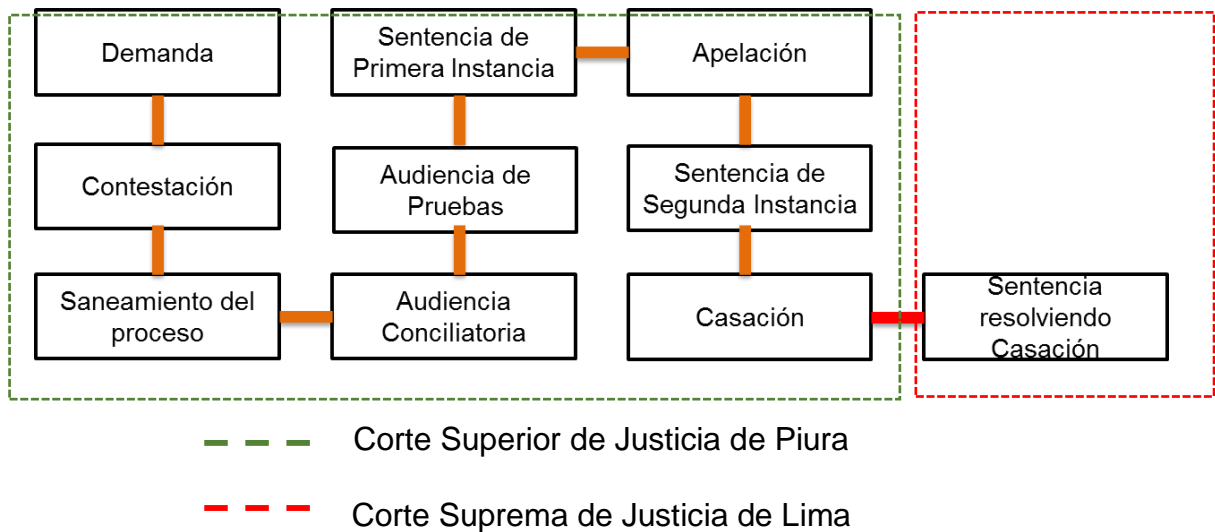 Demanda
Contestación
Saneamiento del
proceso
Audiencia
Conciliatoria
Audiencia de
Pruebas
Sentencia de
Primera Instancia
Apelación
Sentencia de
Segunda Instancia
Casación
Sentencia
resolviendo
Casación
Corte Superior de Justicia de Piura
Corte Suprema de Justicia de Lima